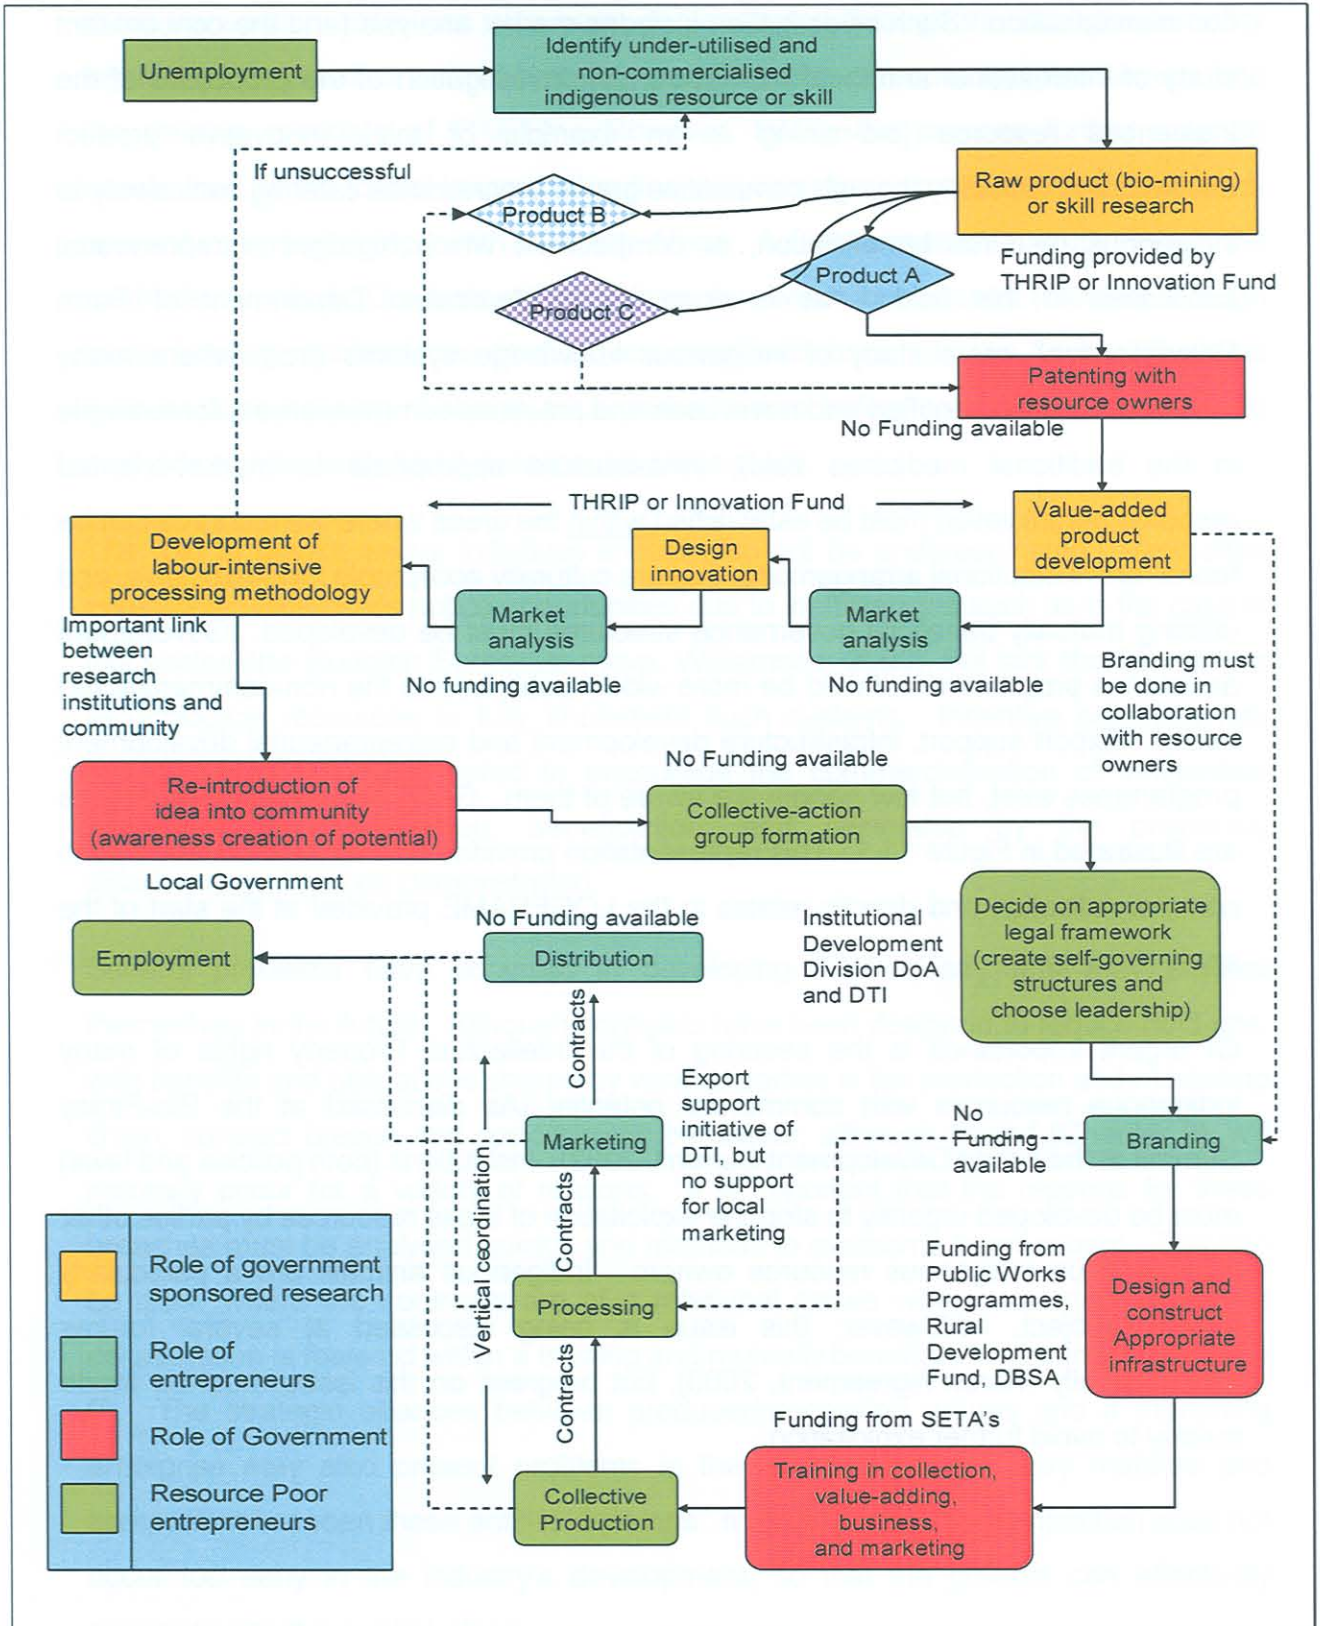 Unemployment
Identify under-utilised and
non-commercialised
indigenous resource or skill
If unsuccessful
Raw product (bio-mining)
or skill research
Product B
Funding provided by
THRIP or Innovation Fund
Product A
Product C
Patenting with
resource owners
No Funding available
THRIP or Innovation Fund
Value-added
product
development
Design
innovation
Development of
labour-intensive
processing methodology
Market
analysis
Market
analysis
No funding available
No funding available
Important link
between
research
institutions and
community
Branding must
be done in
collaboration
with resource
owners
No Funding available
Re-introduction of
idea into community
(awareness creation of potential)
Collective-action
group formation
Local Government
Decide on appropriate
legal framework
(create self-governing
structures and
choose leadership)
No Funding available
Institutional
Development
Division DoA
and DTI
Employment
Distribution
Contracts
Export
support
initiative of
DTI, but
no support
for local
marketing
No
Funding
available
Marketing
Branding
Vertical coordination
Contracts
Role of government
sponsored research
Role of
entrepreneurs
Role of Government
Resource Poor
entrepreneurs
Processing
Funding from
Public Works
Programmes,
Rural
Development
Fund, DBSA
Design and
construct
Appropriate
infrastructure
Contracts
Funding from SETA's
Collective
Production
Training in collection,
value-adding,
business,
and marketing